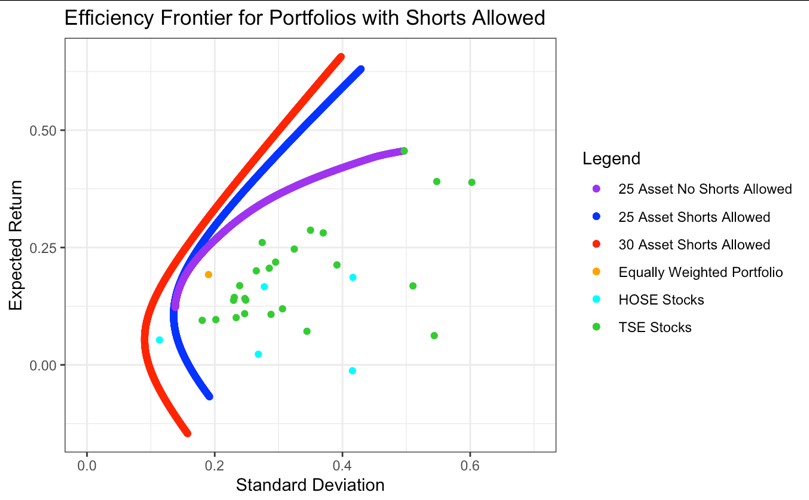 Efficiency Frontier for Portfolios with Shorts Allowed
Expected Return
0.50
0.25
0.00
0.0
0.2
0.4
0.6
Standard Deviation
Legend
25 Asset No Shorts Allowed
25 Asset Shorts Allowed
30 Asset Shorts Allowed
Equally Weighted Portfolio
HOSE Stocks
TSE Stocks